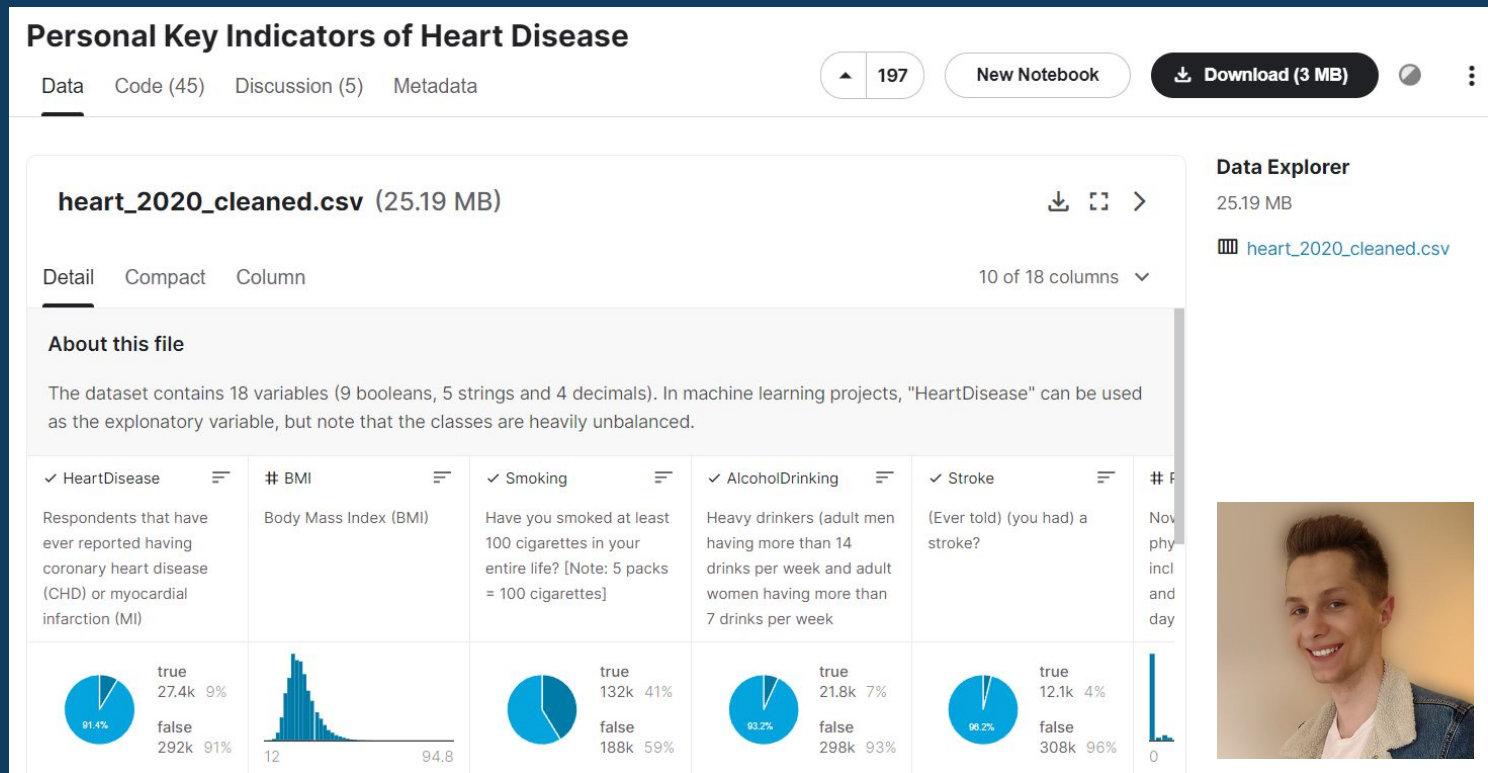 Personal Key Indicators of Heart Disease
Data Code (45) Discussion (5) Metadata
197 New Notebook Download (3 MB)
heart_2020_cleaned.csv (25.19 MB)
Detail Compact Column 10 of 18 columns
About this file
The dataset contains 18 variables (9 booleans, 5 strings and 4 decimals). In machine learning projects, "HeartDisease" can be used
as the explonatory variable, but note that the classes are heavily unbalanced.
HeartDisease
Respondents that have
ever reported having
coronary heart disease
(CHD) or myocardial
infarction (MI)
91.4%
true
27.4k 9%
false
292k 91%
# BMI
Body Mass Index (BMI)
12 94.8
Smoking
Have you smoked at least
100 cigarettes in your
entire life? [Note: 5 packs
= 100 cigarettes]
true
132k 41%
false
188k 59%
AlcoholDrinking
Heavy drinkers (adult men
having more than 14
drinks per week and adult
women having more than
7 drinks per week
93.2%
true
21.8k 7%
false
298k 93%
Stroke
(Ever told) (you had) a
stroke?
96.2%
true
12.1k 4%
false
308k 96%
#
phy
incl
and
day
0
Data Explorer
25.19 MB
heart_2020_cleaned.csv